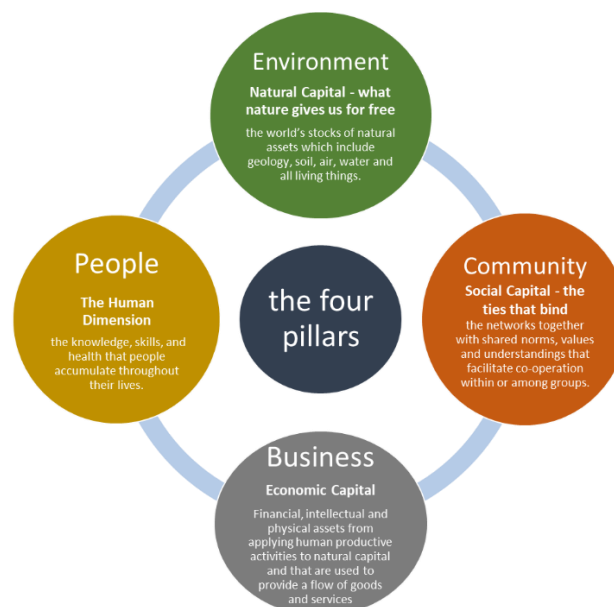 Environment
Natural Capital - what
nature gives us for free
the world's stocks of natural
assets which include
geology, soil, air, water and
all living things.
People
The Human
Dimension
the knowledge, skills, and
health that people
accumulate throughout
their lives.
the four
pillars
Community
Social Capital - the
ties that bind
the networks together
with shared norms, values
and understandings that
facilitate co-operation
within or among groups.
Business
Economic Capital
Financial, intellectual and
physical assets from
applying human productive
activities to natural capital
and that are used to
provide a flow of goods
and services